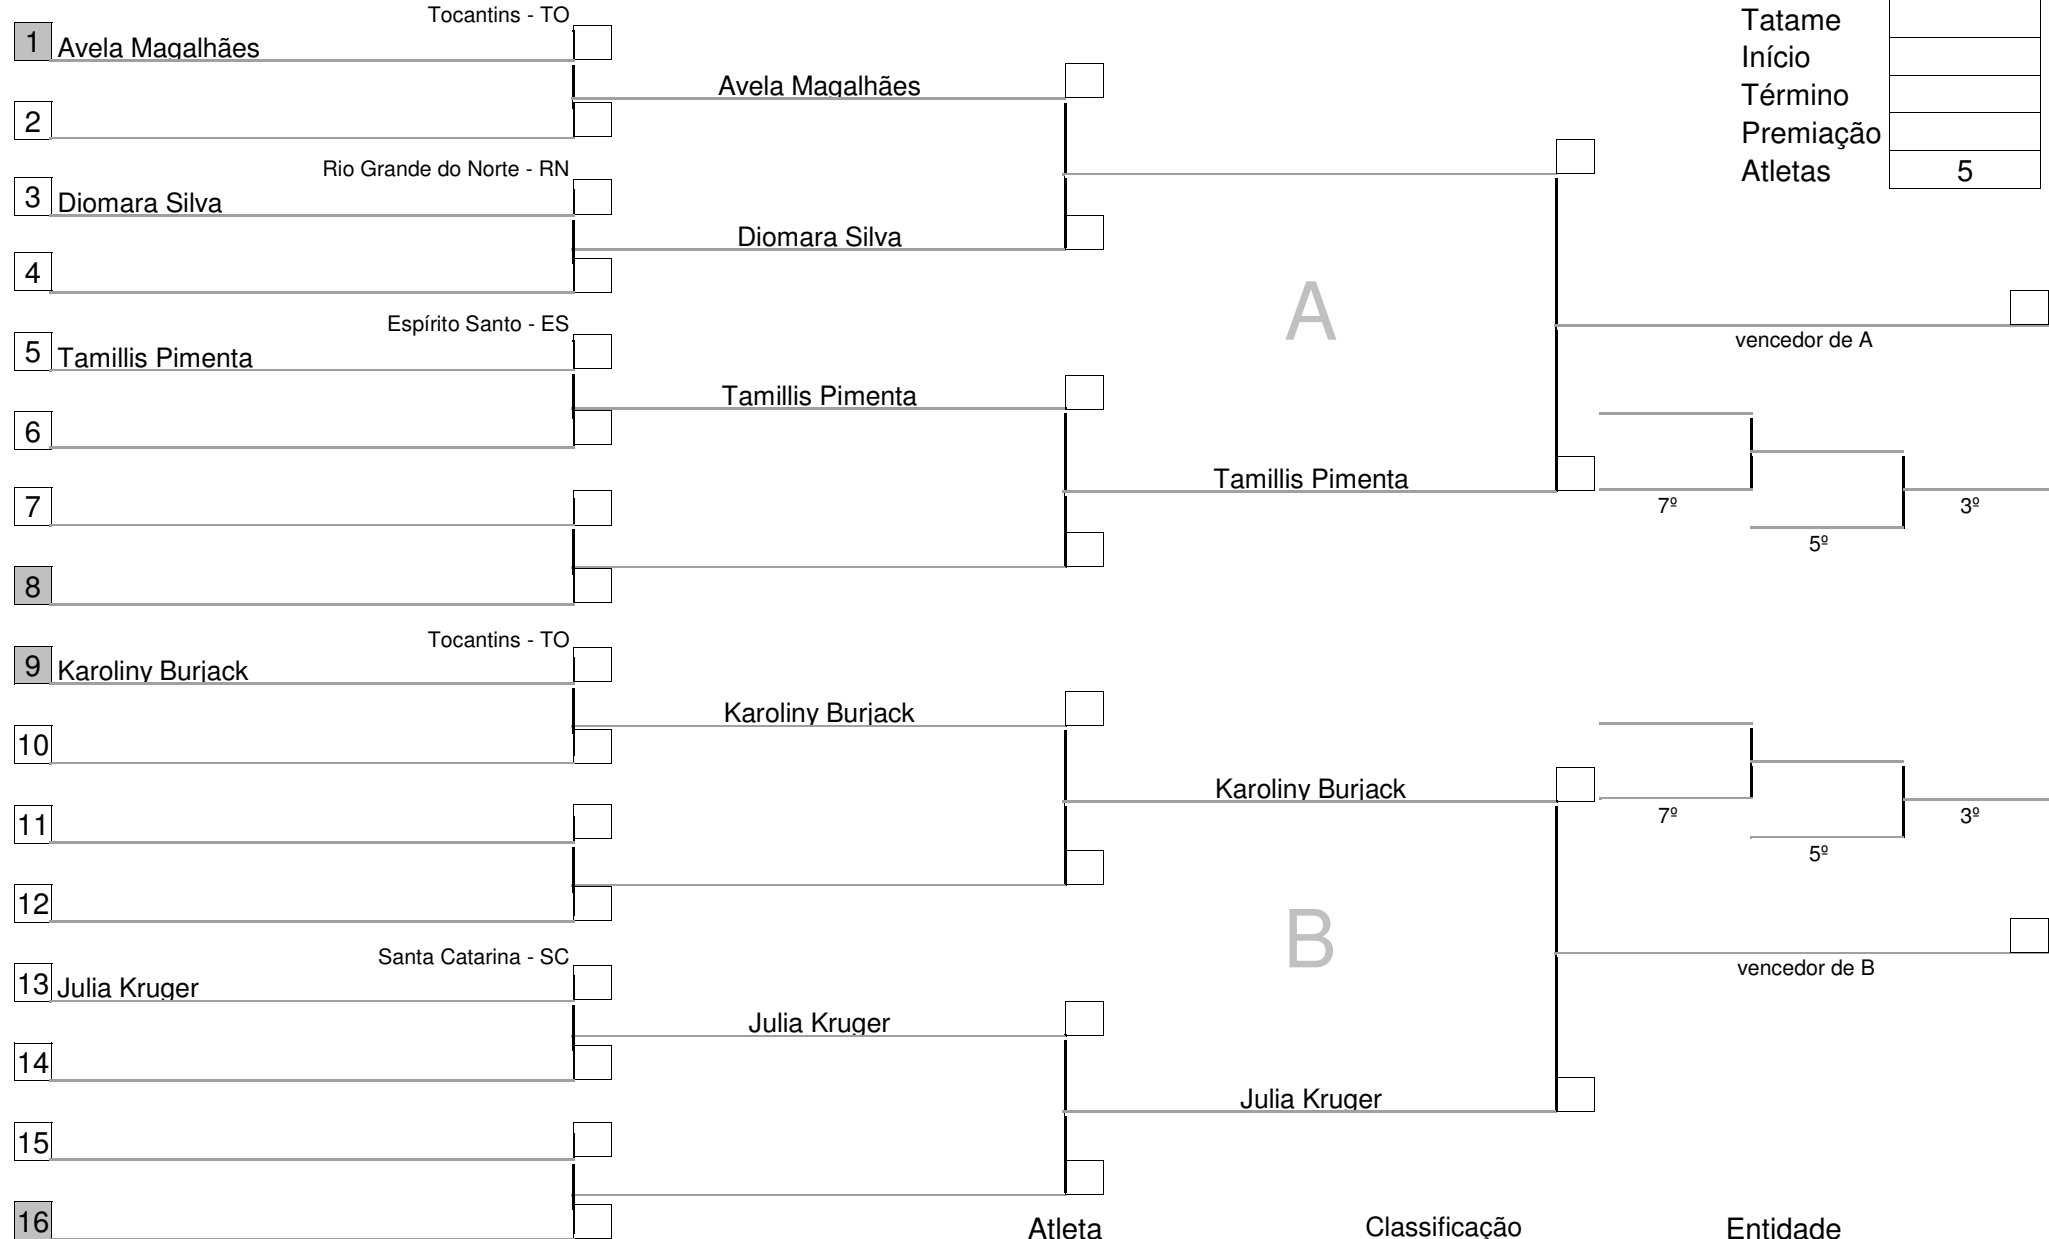 Tocantins - TO
1 Avela Magalhães
Avela Magalhães
2
Rio Grande do Norte - RN
3 Diomara Silva
Diomara Silva
4
Espírito Santo - ES
5 Tamillis Pimenta
Tamillis Pimenta
6
Tamillis Pimenta
7
8
Tatame
Início
Término
Premiação
Atletas 5
A
vencedor de A
7º
3º
5º
Tocantins - TO
9 Karoliny Burjack
Karoliny Burjack
10
Karoliny Burjack
11
12
Santa Catarina - SC
13 Julia Kruger
Julia Kruger
14
Julia Kruger
15
16
7º
3º
5º
B
vencedor de B
Atleta Classificação Entidade